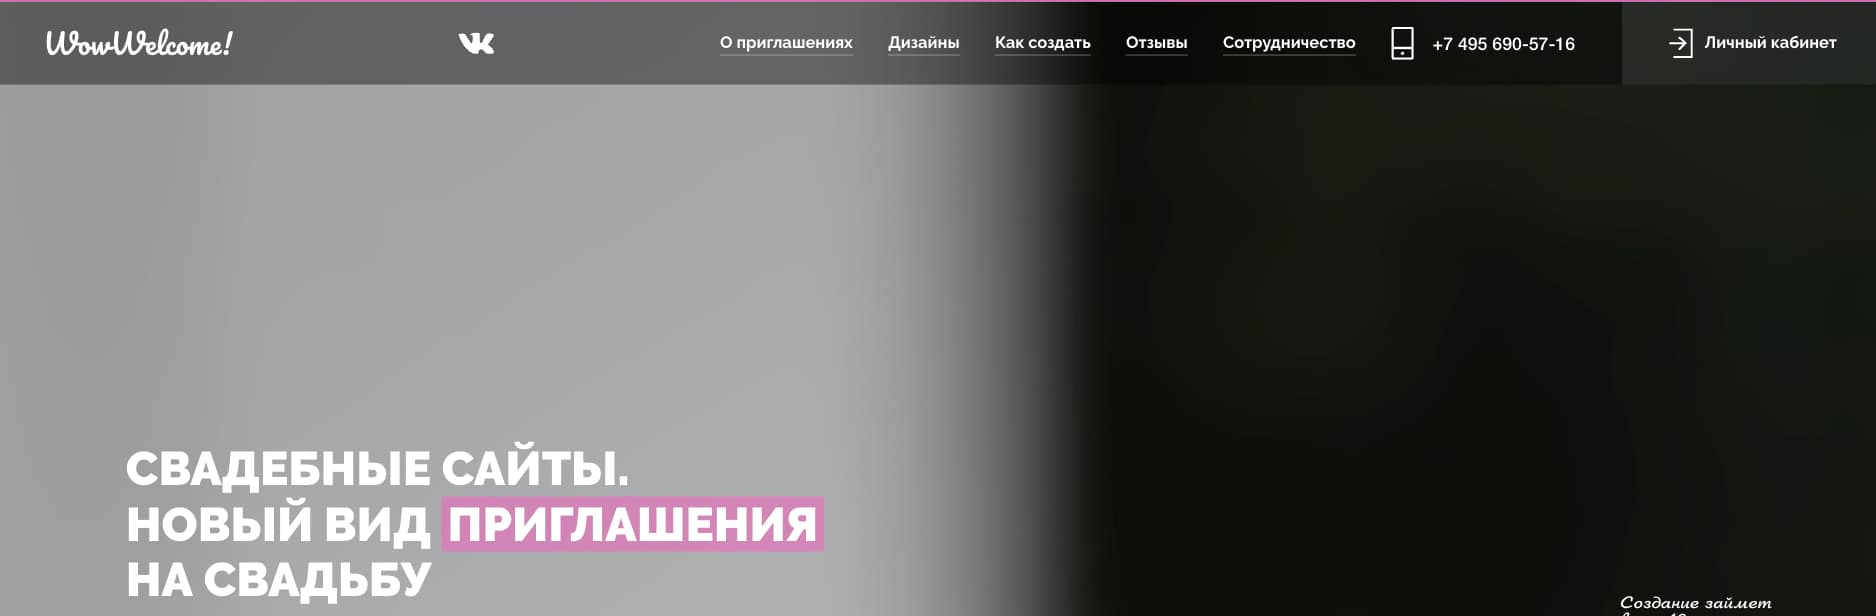 WowWelcome!
О приглашениях Дизайны Как создать Отзывы Сотрудничество +7 495 690-57-16 Личный кабинет
СВАДЕБНЫЕ САЙТЫ.
НОВЫЙ ВИД ПРИГЛАШЕНИЯ
НА СВАДЬБУ
Создание займет